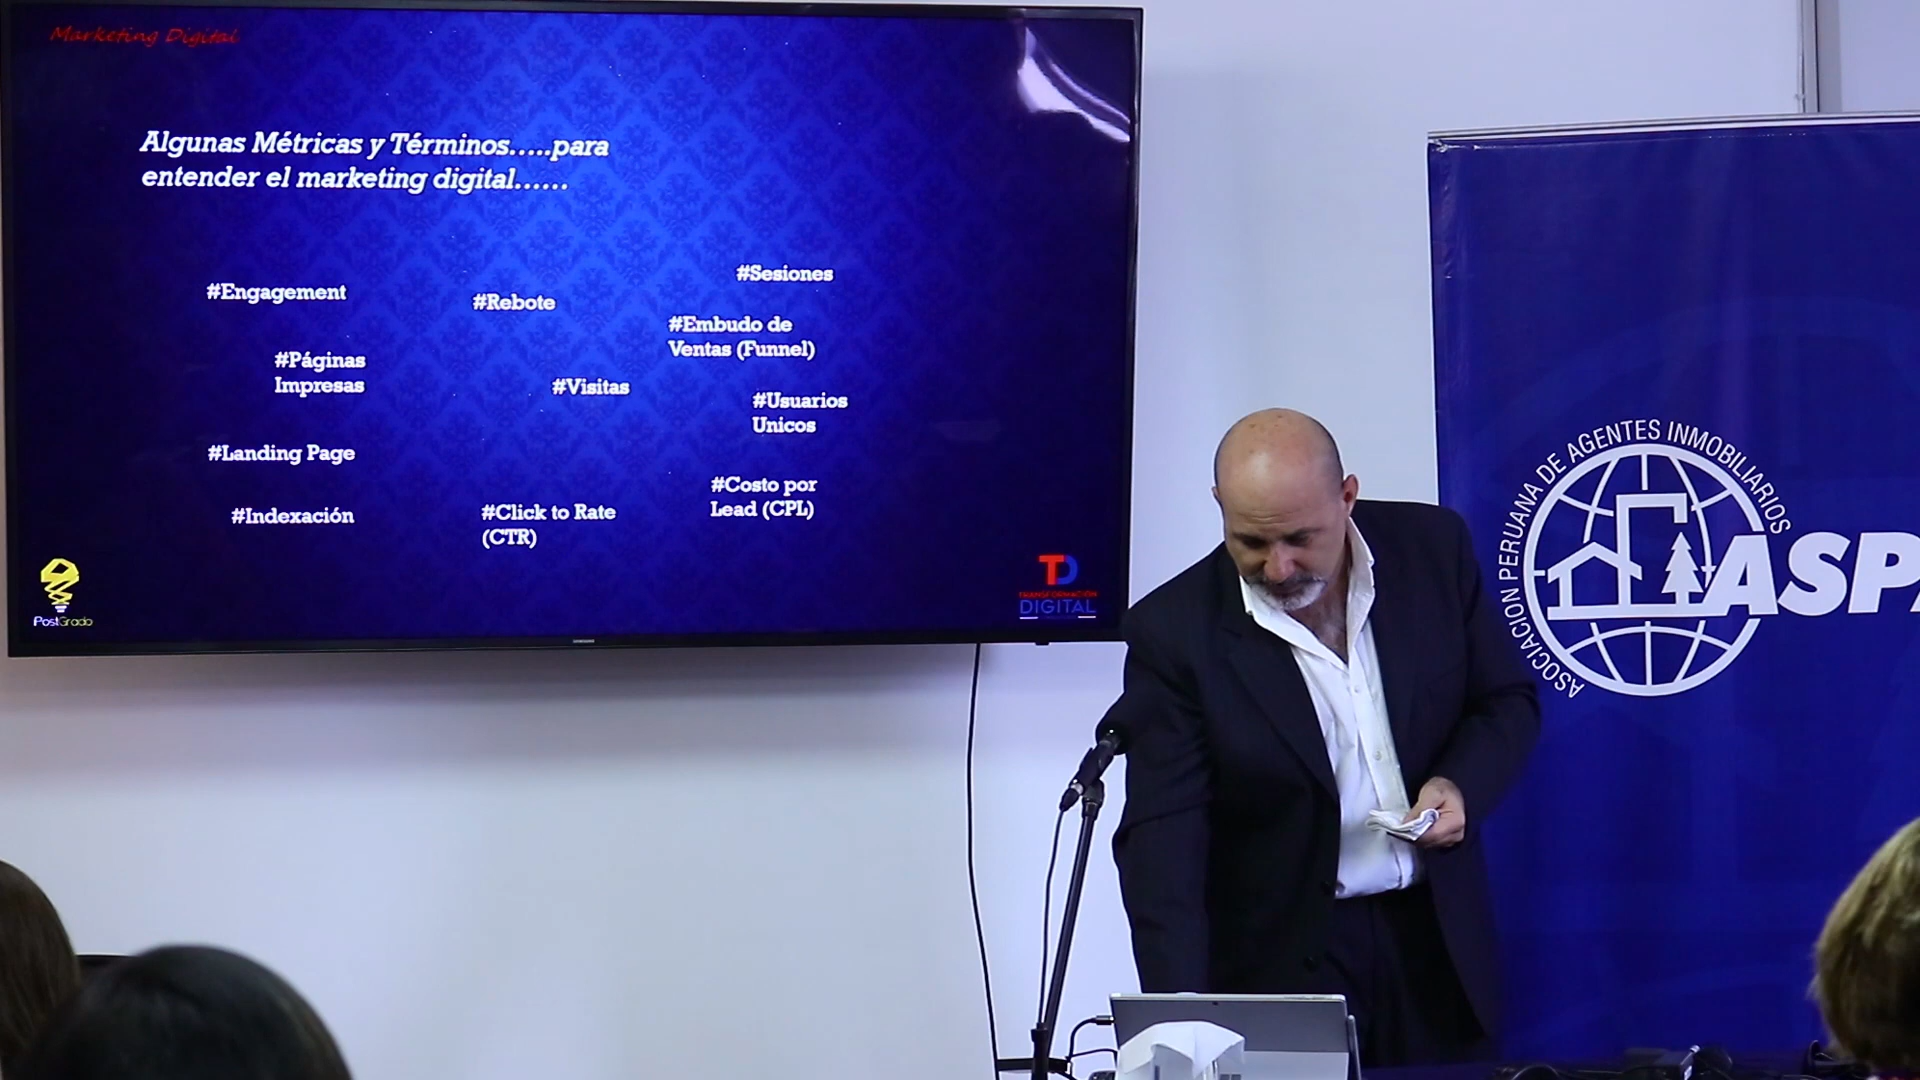 Marketing Digital
Algunas Métricas y Términos.....para
entender el marketing digital......
#Sesiones
#Engagement
#Rebote
#Embudo de
Ventas (Funnel)
#Páginas
Impresas
#Visitas
#Usuarios
Unicos
#Landing Page
#Costo por
Lead (CPL)
#Indexación
#Click to Rate
(CTR)
PostGrado
TD
TRANSFORMACIÓN
DIGITAL
SAMSUNG
ASOCIACION PERUANA DE AGENTES INMOBILIARIOS
ASP